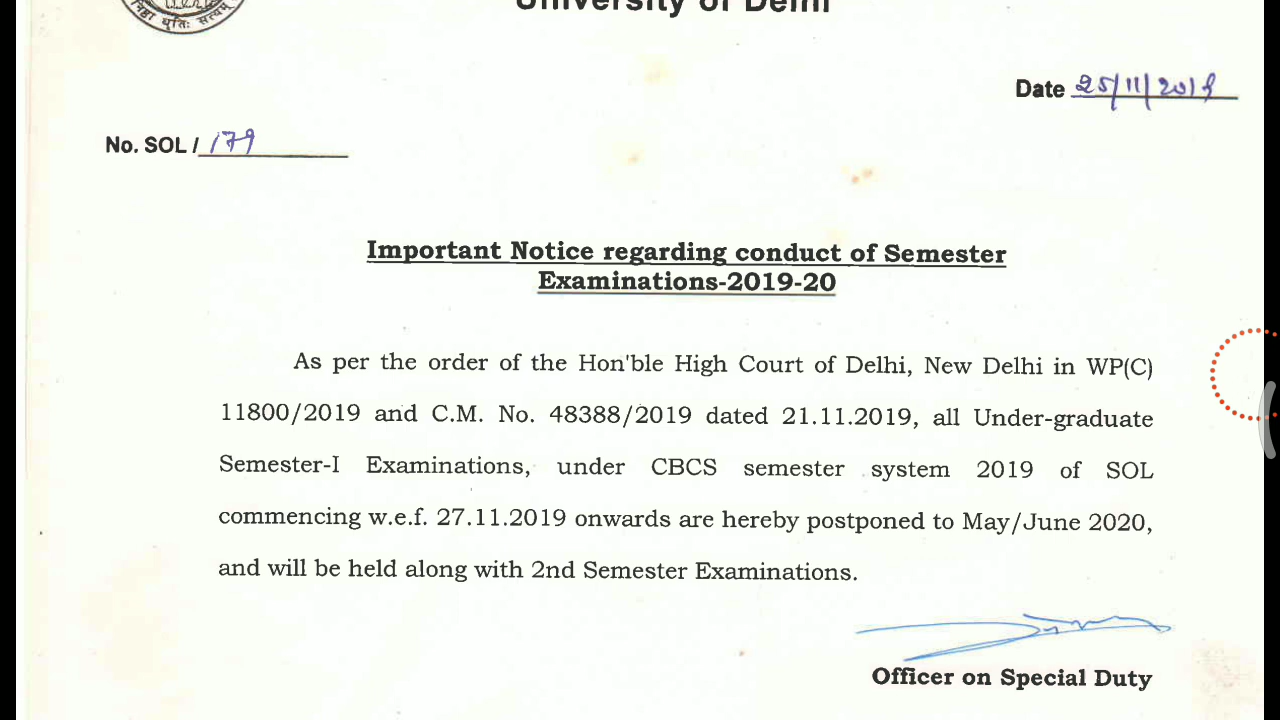 निष्ठा धृतिः सत्यम्
University of Delhi
Date 25/11/2019
No. SOL / 179
Important Notice regarding conduct of Semester
Examinations-2019-20
As per the order of the Hon'ble High Court of Delhi, New Delhi in WP(C)
11800/2019 and C.M. No. 48388/2019 dated 21.11.2019, all Under-graduate
Semester-I Examinations, under CBCS semester system 2019 of SOL
commencing w.e.f. 27.11.2019 onwards are hereby postponed to May/June 2020,
and will be held along with 2nd Semester Examinations.
Officer on Special Duty